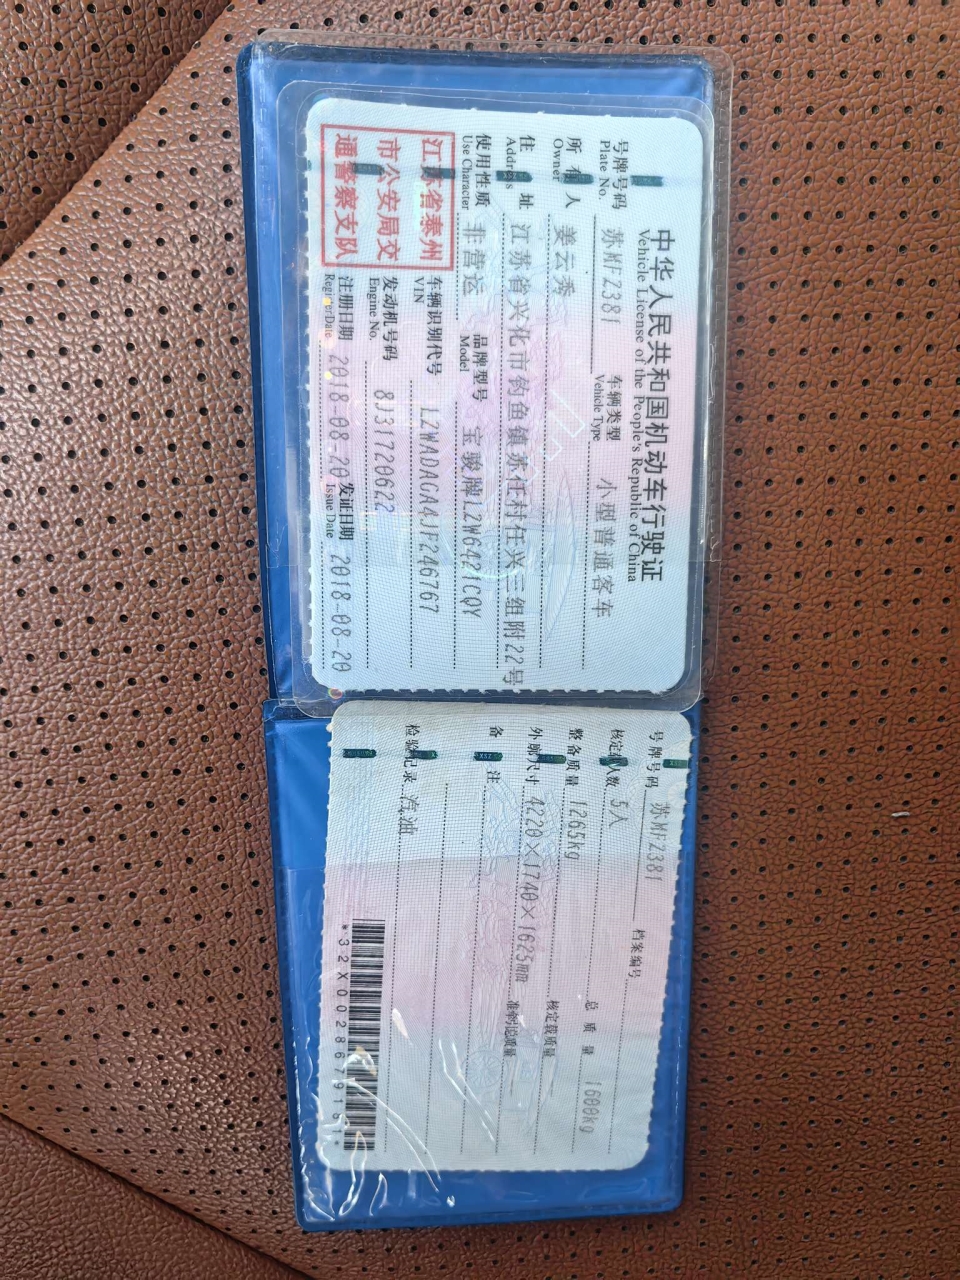 中华人民共和国机动车行驶证
Vehicle License of the People's Republic of China
号牌号码 苏MFZ381 车辆类型 小型普通客车
Plate No. Vehicle Type
所有人 姜云秀
Owner
住址 江苏省兴化市钓鱼镇苏任村任兴三组附22号
Address
使用性质 非营运 品牌型号 宝骏牌LZW6421CQY
Use Character Model
江苏省泰州
市公安局交
通警察支队
车辆识别代号 LZWADAGA4JF246767
VIN
发动机号码 8J31720622
Engine No.
注册日期 2018-08-20 发证日期 2018-08-20
Register Date Issue Date
号牌号码 苏MFZ381 档案编号
核定载人数 5人 总质量 1600kg
整备质量 1265kg 核定载质量
外廓尺寸 4220×1740×1625mm 准牵引总质量
备注
检验记录 汽油
*32X0028679161*